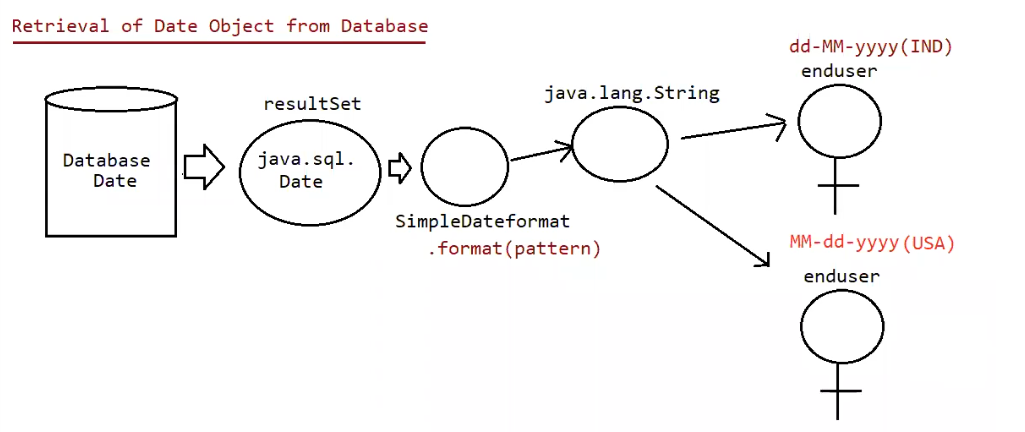 Retrieval of Date Object from Database
dd-MM-yyyy(IND)
enduser
java.lang.String
resultSet
Database
Date
java.sql.
Date
SimpleDateformat
.format(pattern)
MM-dd-yyyy(USA)
enduser